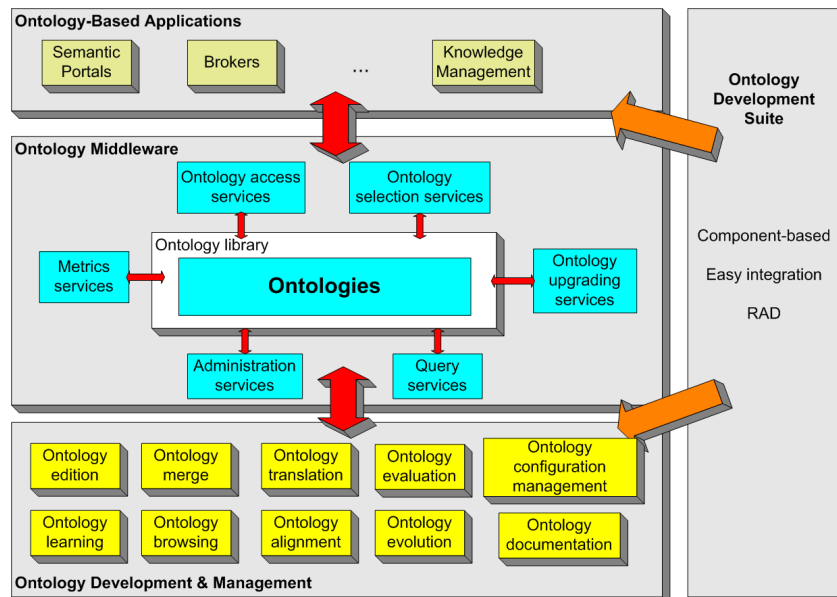 Ontology-Based Applications
Semantic
Portals
Brokers
...
Knowledge
Management
Ontology
Development
Suite
Component-based
Easy integration
RAD
Ontology Middleware
Ontology access
services
Ontology
selection services
Ontology library
Metrics
services
Ontologies
Ontology
upgrading
services
Administration
services
Query
services
Ontology
edition
Ontology
merge
Ontology
translation
Ontology
evaluation
Ontology
configuration
management
Ontology
learning
Ontology
browsing
Ontology
alignment
Ontology
evolution
Ontology
documentation
Ontology Development & Management